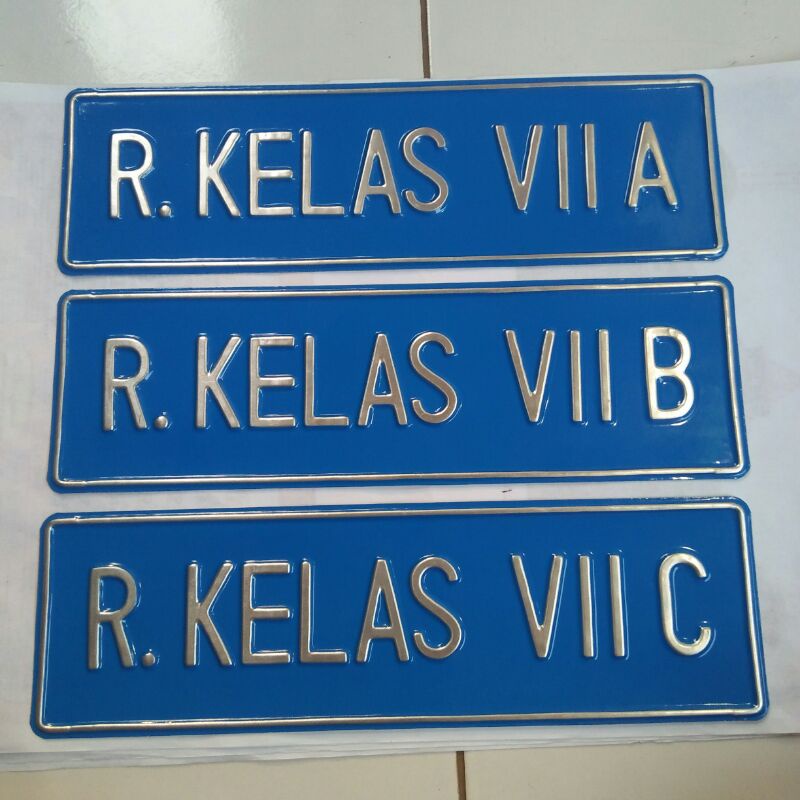 R. KELAS VII A
R. KELAS VII B
R. KELAS VII C